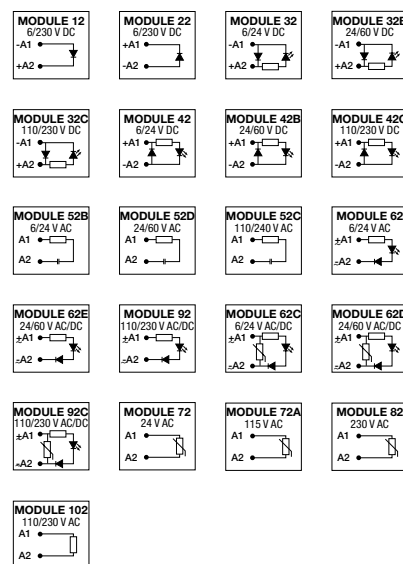 MODULE 12
6/230 V DC
-A1
+A2
MODULE 22
6/230 V DC
+A1
-A2
MODULE 32
6/24 V DC
-A1
+A2
MODULE 32B
24/60 V DC
-A1
+A2
MODULE 32C
110/230 V DC
-A1
+A2
MODULE 42
6/24 V DC
+A1
-A2
MODULE 42B
24/60 V DC
+A1
-A2
MODULE 42C
110/230 V DC
+A1
-A2
MODULE 52B
6/24 V AC
A1
A2
MODULE 52D
24/60 V AC
A1
A2
MODULE 52C
110/240 V AC
A1
A2
MODULE 62
6/24 V AC
±A1
±A2
MODULE 62E
24/60 V AC/DC
±A1
±A2
MODULE 92
110/230 V AC/DC
±A1
±A2
MODULE 62C
6/24 V AC/DC
±A1
±A2
MODULE 62D
24/60 V AC/DC
±A1
±A2
MODULE 92C
110/230 V AC/DC
±A1
±A2
MODULE 72
24 V AC
A1
A2
MODULE 72A
115 V AC
A1
A2
MODULE 82
230 V AC
A1
A2
MODULE 102
110/230 V AC
A1
A2